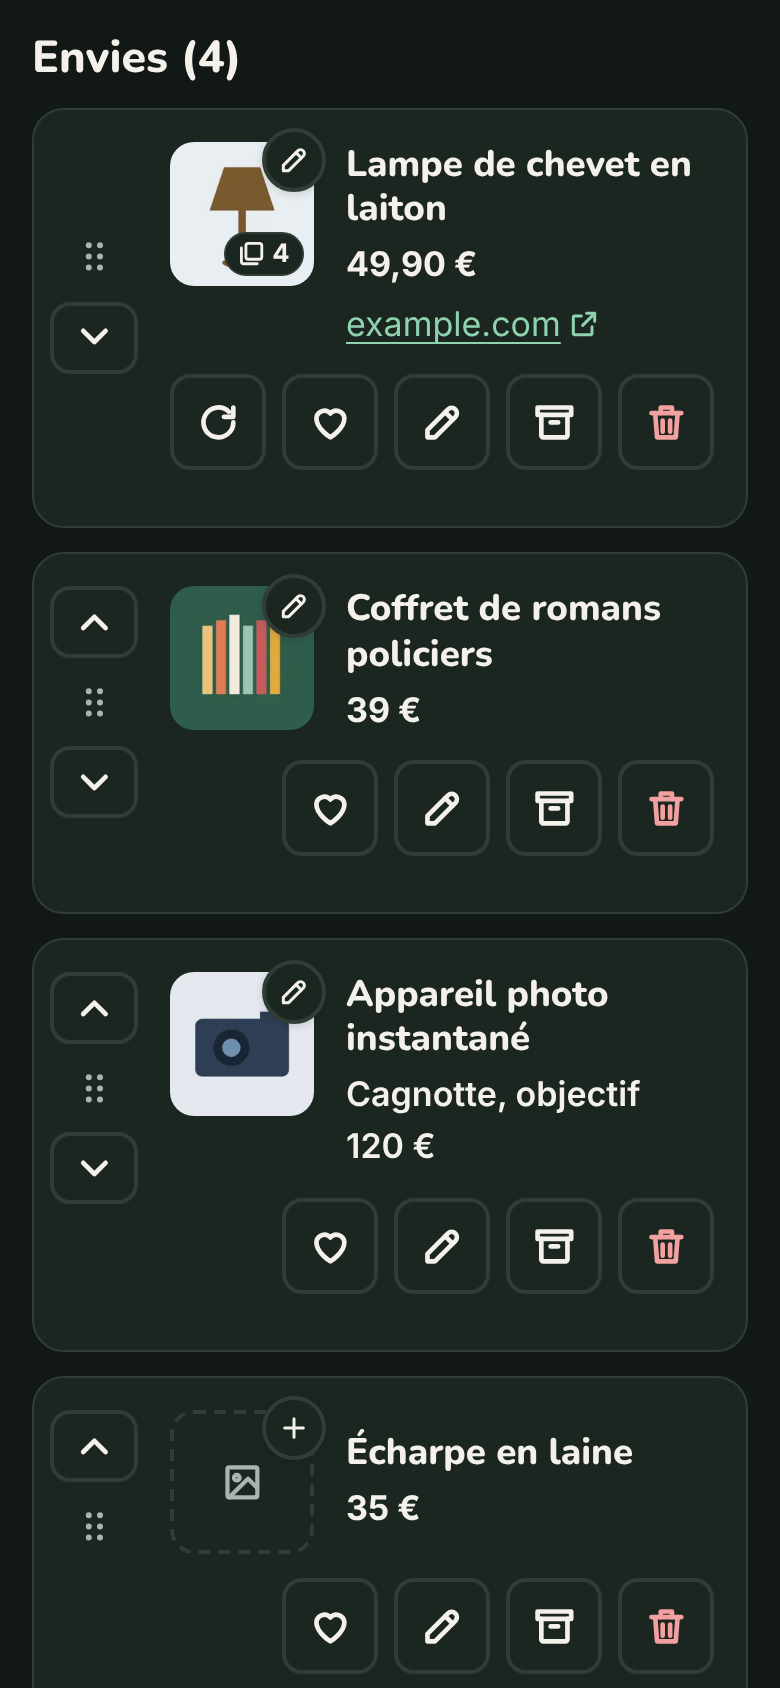 Envies (4)
Lampe de chevet en
laiton
4
49,90 €
example.com
Coffret de romans
policiers
39 €
Appareil photo
instantané
Cagnotte, objectif
120 €
Écharpe en laine
35 €